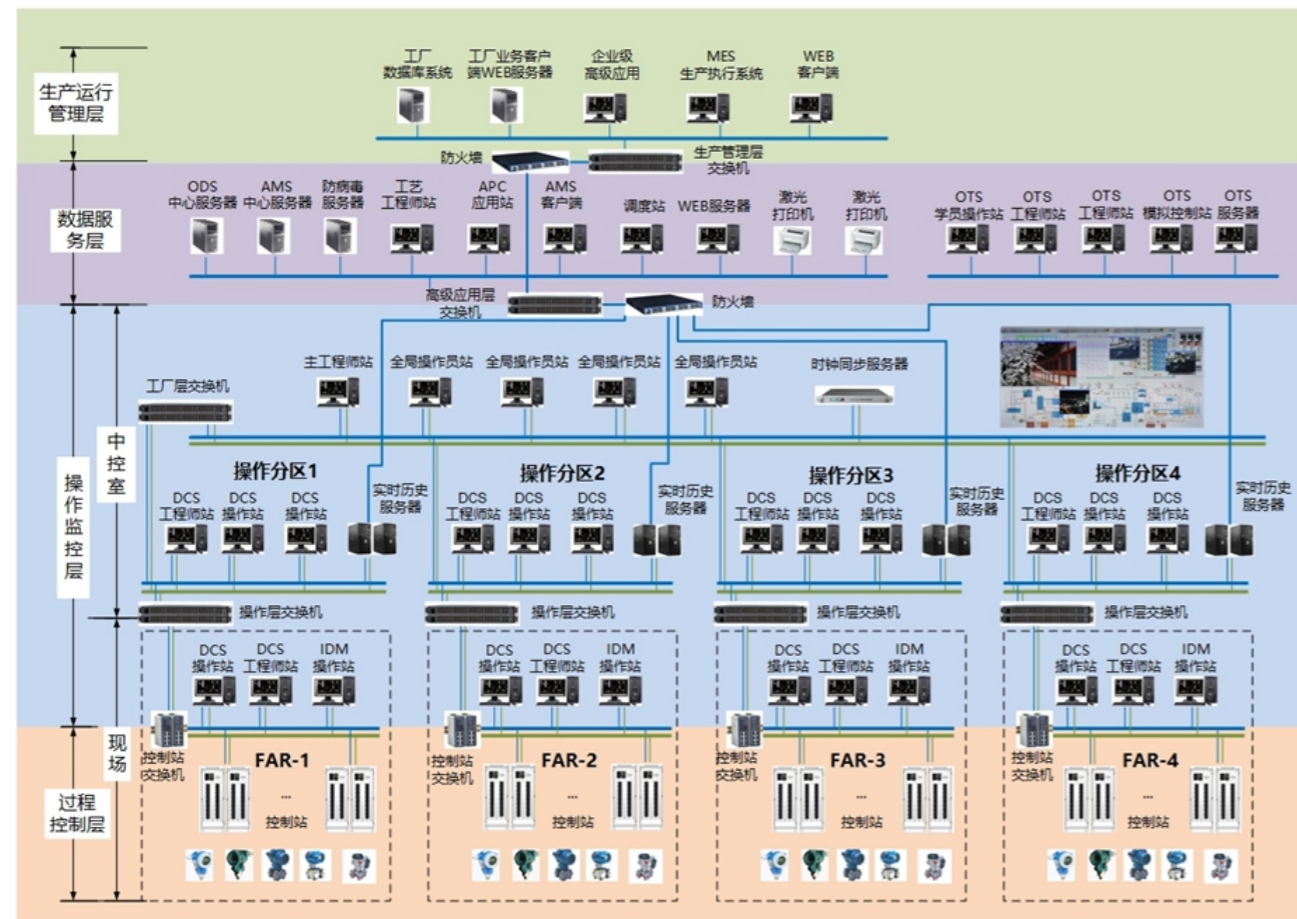 工厂
数据库系统
工厂业务客户
端WEB服务器
企业级
高级应用
MES
生产执行系统
WEB
客户端
生产运行
管理层
防火墙
生产管理层
交换机
ODS
中心服务器
AMS
中心服务器
防病毒
服务器
工艺
工程师站
APC
应用站
AMS
客户端
调度站
WEB服务器
激光
打印机
激光
打印机
OTS
学员操作站
OTS
工程师站
OTS
工程师站
OTS
模拟控制站
OTS
服务器
数据服
务层
高级应用层
交换机
防火墙
主工程师站
全局操作员站
全局操作员站
全局操作员站
全局操作员站
时钟同步服务器
工厂层交换机
中控室
操作监控层
操作分区1
DCS
工程师站
DCS
操作站
DCS
操作站
实时历史
服务器
操作分区2
DCS
工程师站
DCS
操作站
DCS
操作站
实时历史
服务器
操作分区3
DCS
工程师站
DCS
操作站
DCS
操作站
实时历史
服务器
操作分区4
DCS
工程师站
DCS
操作站
DCS
操作站
实时历史
服务器
操作层交换机
操作层交换机
操作层交换机
操作层交换机
DCS
操作站
DCS
工程师站
IDM
操作站
DCS
操作站
DCS
工程师站
IDM
操作站
DCS
操作站
DCS
工程师站
IDM
操作站
DCS
操作站
DCS
工程师站
IDM
操作站
现场
过程
控制层
控制站
交换机
FAR-1
...
控制站
控制站
交换机
FAR-2
...
控制站
控制站
交换机
FAR-3
...
控制站
控制站
交换机
FAR-4
...
控制站